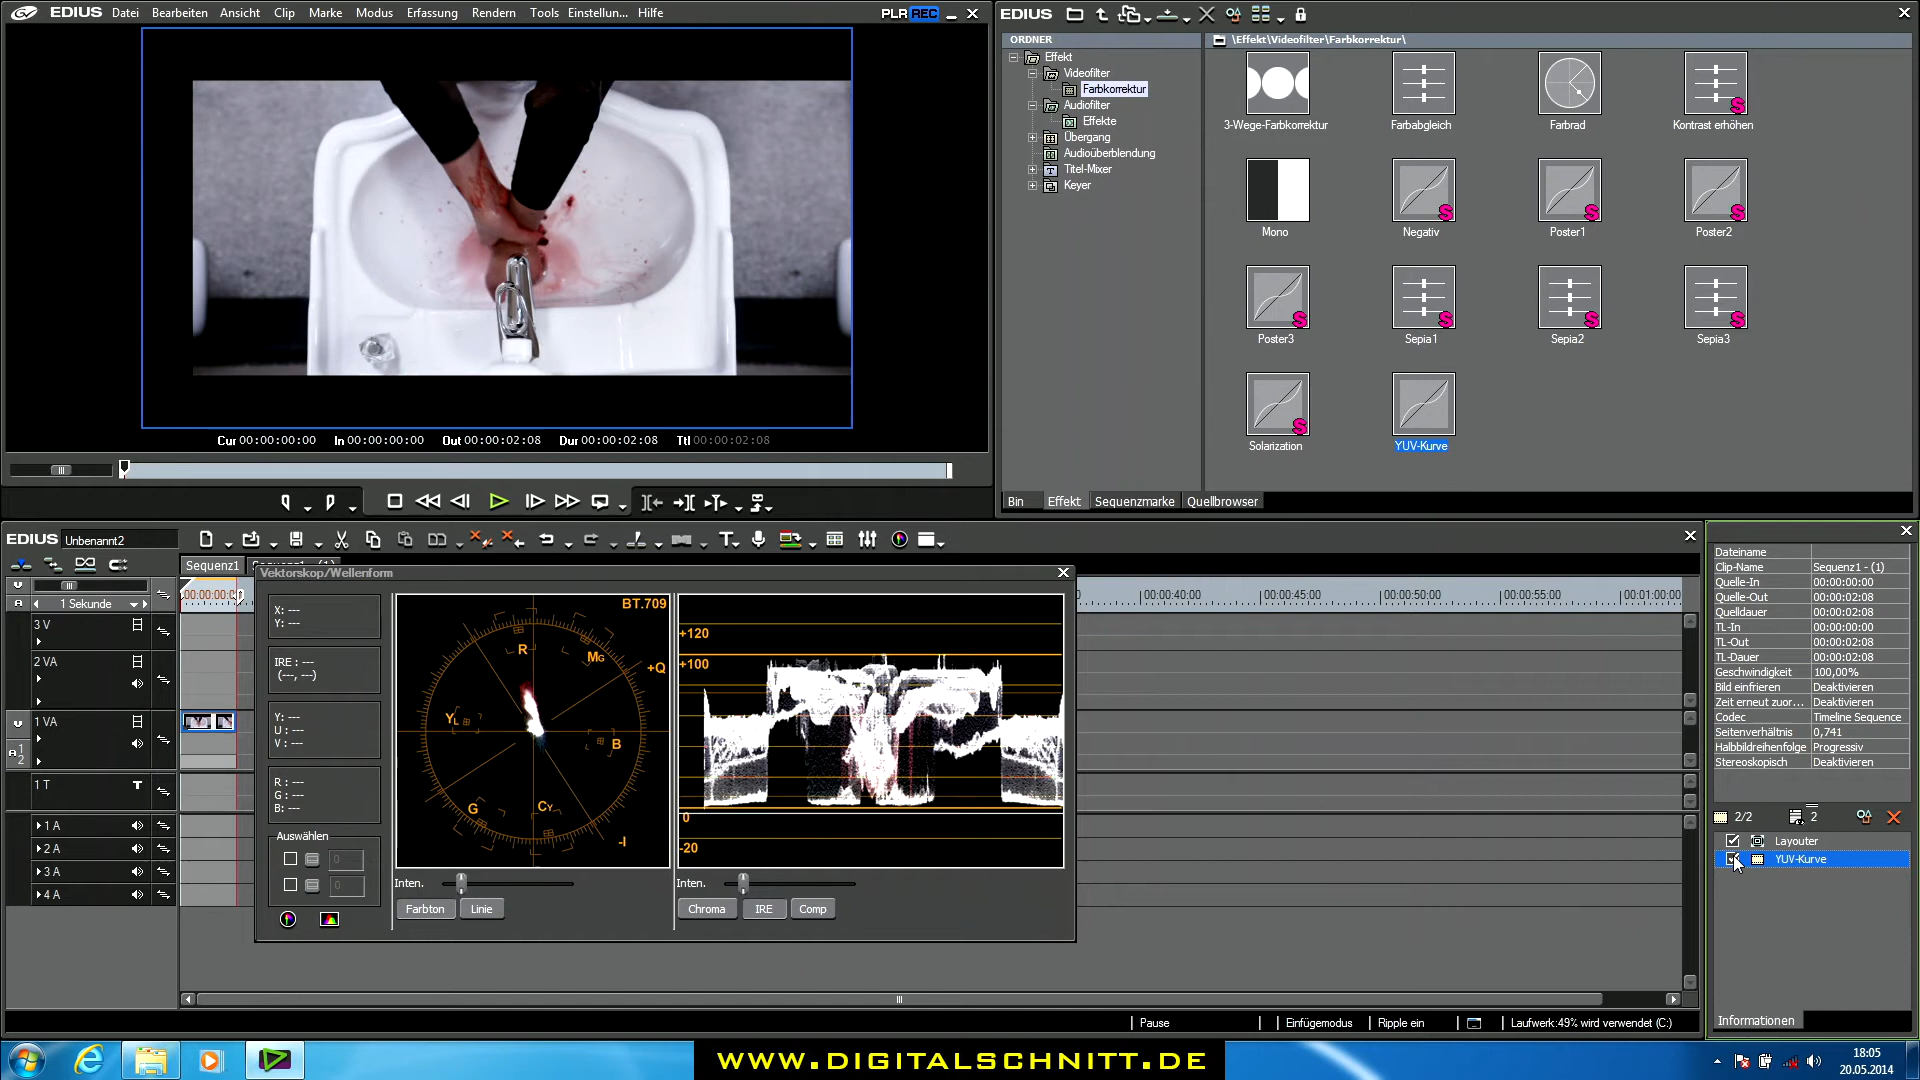 EDIUS Datei Bearbeiten Ansicht Clip Marke Modus Erfassung Rendern Tools Einstellun... Hilfe PLR REC
Cur 00:00:00:00 In 00:00:00:00 Out 00:00:02:08 Dur 00:00:02:08 Ttl 00:00:02:08
EDIUS
ORDNER
Effekt
Videofilter
Farbkorrektur
Audiofilter
Effekte
Übergang
Audioüberblendung
Titel-Mixer
Keyer
\Effekt\Videofilter\Farbkorrektur\
3-Wege-Farbkorrektur Farbabgleich Farbrad Kontrast erhöhen
Mono Negativ Poster1 Poster2
Poster3 Sepia1 Sepia2 Sepia3
Solarization YUV-Kurve
Bin Effekt Sequenzmarke Quellbrowser
EDIUS Unbenannt2
Sequenz1 Sequenz1 - (1)
1 Sekunde
00:00:40:00 00:00:45:00 00:00:50:00 00:00:55:00 00:01:00:00
3 V
2 VA
1 VA
1 T
1 A
2 A
3 A
4 A
Vektorskop/Wellenform
X: ---
Y: ---
IRE : ---
(---, ---)
Y: ---
U : ---
V : ---
R : ---
G : ---
B: ---
Auswählen
0
0
BT.709
R MG +Q
YL B
G CY -I
+120
+100
0
-20
Inten.
Farbton Linie
Inten.
Chroma IRE Comp
Dateiname
Clip-Name Sequenz1 - (1)
Quelle-In 00:00:00:00
Quelle-Out 00:00:02:08
Quelldauer 00:00:02:08
TL-In 00:00:00:00
TL-Out 00:00:02:08
TL-Dauer 00:00:02:08
Geschwindigkeit 100,00%
Bild einfrieren Deaktivieren
Zeit erneut zuor... Deaktivieren
Codec Timeline Sequence
Seitenverhältnis 0,741
Halbbildreihenfolge Progressiv
Stereoskopisch Deaktivieren
2/2 2
Layouter
YUV-Kurve
Informationen
Pause Einfügemodus Ripple ein Laufwerk:49% wird verwendet (C:)
WWW.DIGITALSCHNITT.DE
18:05
20.05.2014